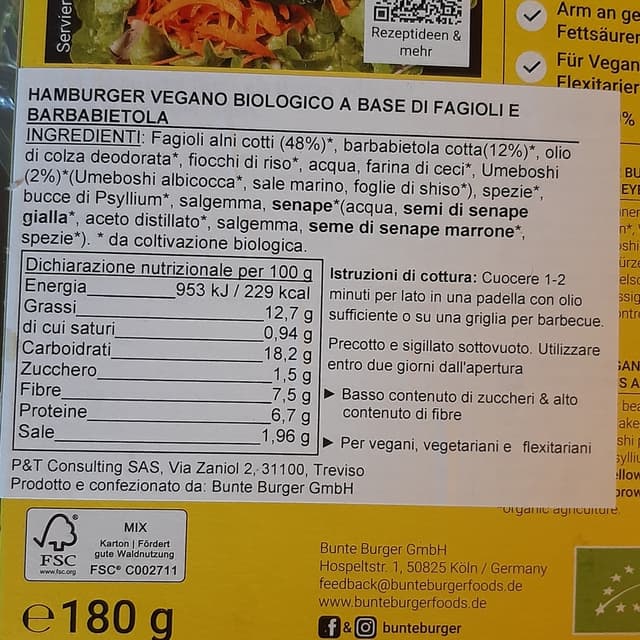 Servier
Rezeptideen &
mehr
Arm an ge
Fettsäure
Für Vegan
Flexitarier
%
HAMBURGER VEGANO BIOLOGICO A BASE DI FAGIOLI E
BARBABIETOLA
INGREDIENTI: Fagioli alni cotti (48%)*, barbabietola cotta(12%)*, olio
di colza deodorata*, fiocchi di riso*, acqua, farina di ceci*, Umeboshi
(2%)*(Umeboshi albicocca*, sale marino, foglie di shiso*), spezie*,
bucce di Psyllium*, salgemma, senape*(acqua, semi di senape
gialla*, aceto distillato*, salgemma, seme di senape marrone*,
spezie*). * da coltivazione biologica.
Dichiarazione nutrizionale per 100 g
Energia 953 kJ / 229 kcal
Grassi 12,7 g
di cui saturi 0,94 g
Carboidrati 18,2 g
Zucchero 1,5 g
Fibre 7,5 g
Proteine 6,7 g
Sale 1,96 g
Istruzioni di cottura: Cuocere 1-2
minuti per lato in una padella con olio
sufficiente o su una griglia per barbecue.
Precotto e sigillato sottovuoto. Utilizzare
entro due giorni dall'apertura
▶ Basso contenuto di zuccheri & alto
contenuto di fibre
▶ Per vegani, vegetariani e flexitariani
P&T Consulting SAS, Via Zaniol 2, 31100, Treviso
Prodotto e confezionato da: Bunte Burger GmbH
organic agriculture.
FSC
www.fsc.org
MIX
Karton | Fördert
gute Waldnutzung
FSC® C002711
Bunte Burger GmbH
Hospeltstr. 1, 50825 Köln / Germany
feedback@bunteburgerfoods.de
www.bunteburgerfoods.de
f & bunteburger
e 180 g